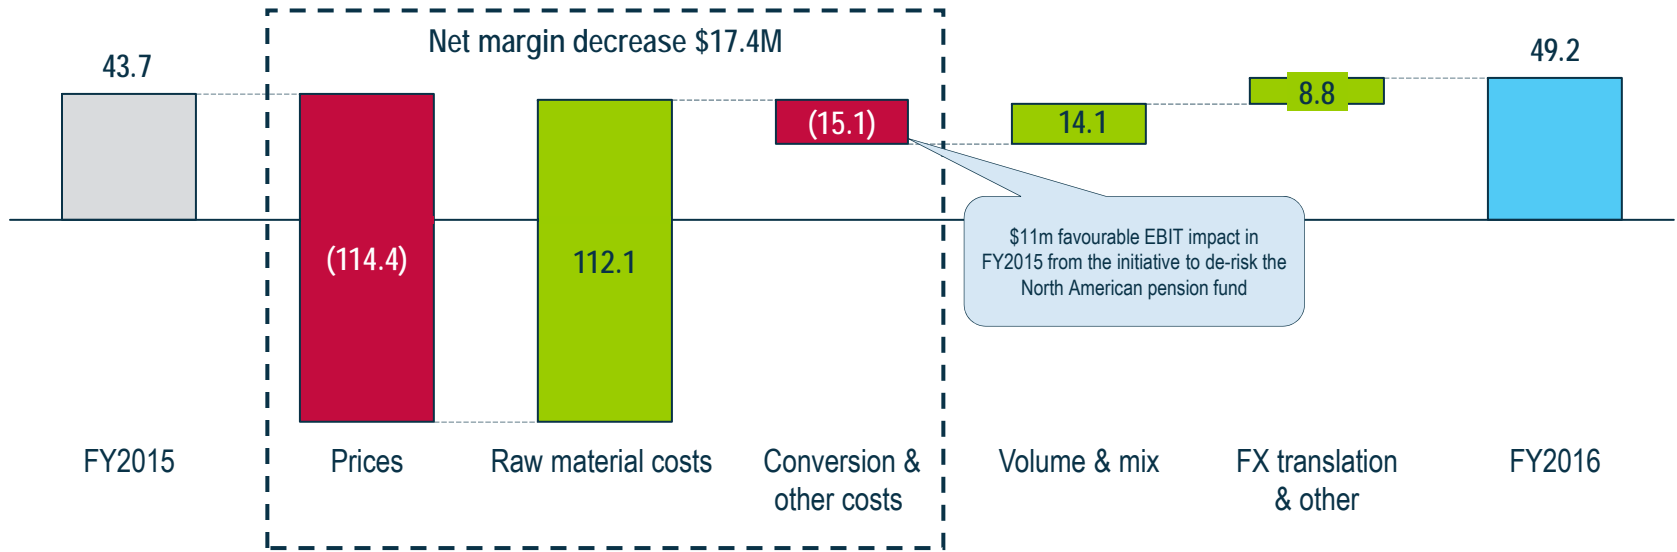 Net margin decrease $17.4M
43.7
49.2
(114.4)
112.1
(15.1)
14.1
8.8
$11m favourable EBIT impact in
FY2015 from the initiative to de-risk the
North American pension fund
FY2015
Prices
Raw material costs
Conversion &
other costs
Volume & mix
FX translation
& other
FY2016